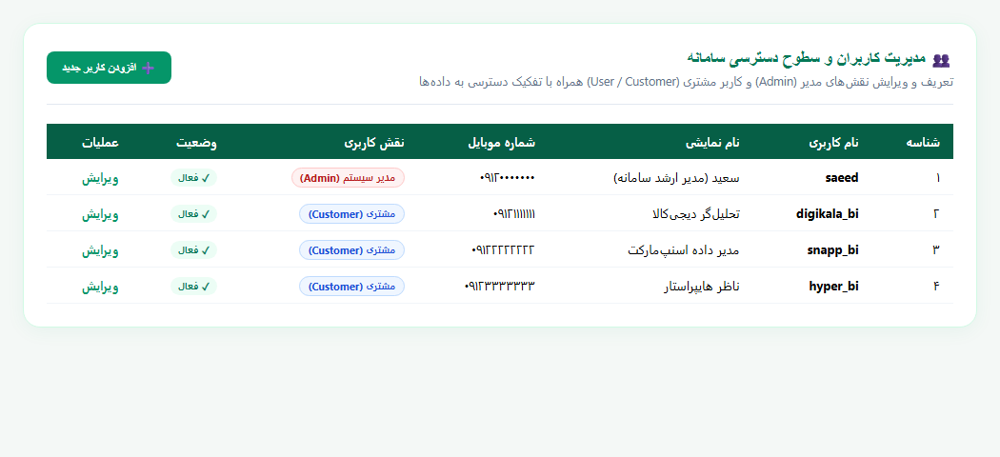 👥 مدیریت کاربران و سطوح دسترسی سامانه
تعریف و ویرایش نقش‌های مدیر (Admin) و کاربر مشتری (User / Customer) همراه با تفکیک دسترسی به داده‌ها
➕ افزودن کاربر جدید
شناسه نام کاربری نام نمایشی شماره موبایل نقش کاربری وضعیت عملیات
۱ saeed سعید (مدیر ارشد سامانه) ۰۹۱۲۰۰۰۰۰۰۰ مدیر سیستم (Admin) ✓ فعال ویرایش
۲ digikala_bi تحلیل‌گر دیجی‌کالا ۰۹۱۲۱۱۱۱۱۱۱ مشتری (Customer) ✓ فعال ویرایش
۳ snapp_bi مدیر داده اسنپ‌مارکت ۰۹۱۲۲۲۲۲۲۲۲ مشتری (Customer) ✓ فعال ویرایش
۴ hyper_bi ناظر هایپراستار ۰۹۱۲۳۳۳۳۳۳۳ مشتری (Customer) ✓ فعال ویرایش